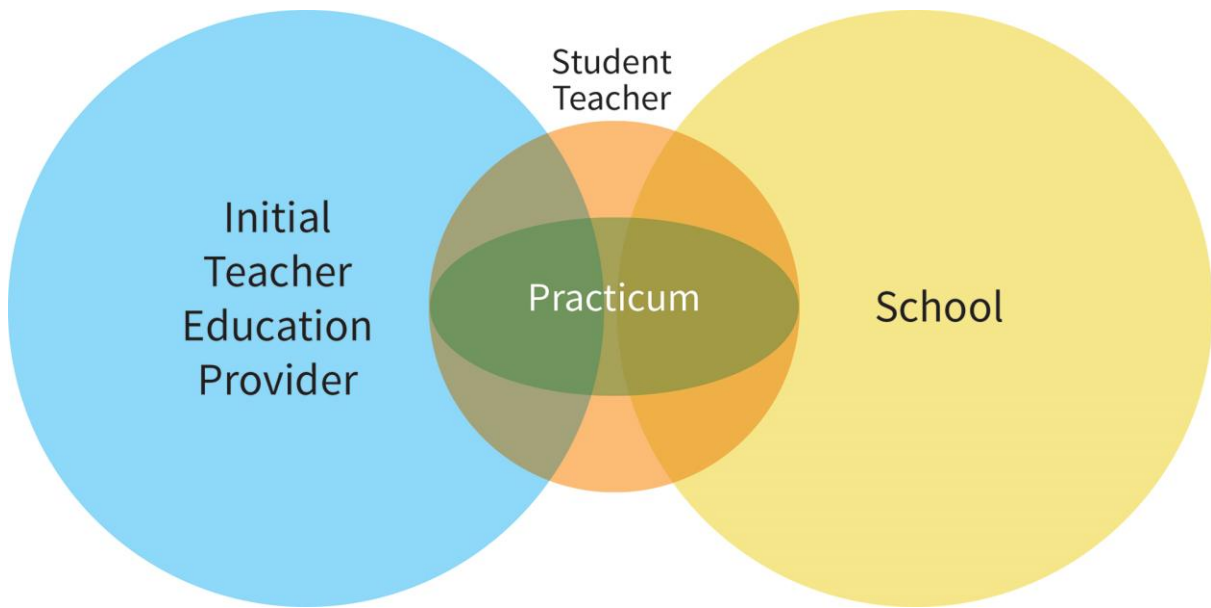 Student
Teacher
Initial
Teacher
Education
Provider
Practicum
School